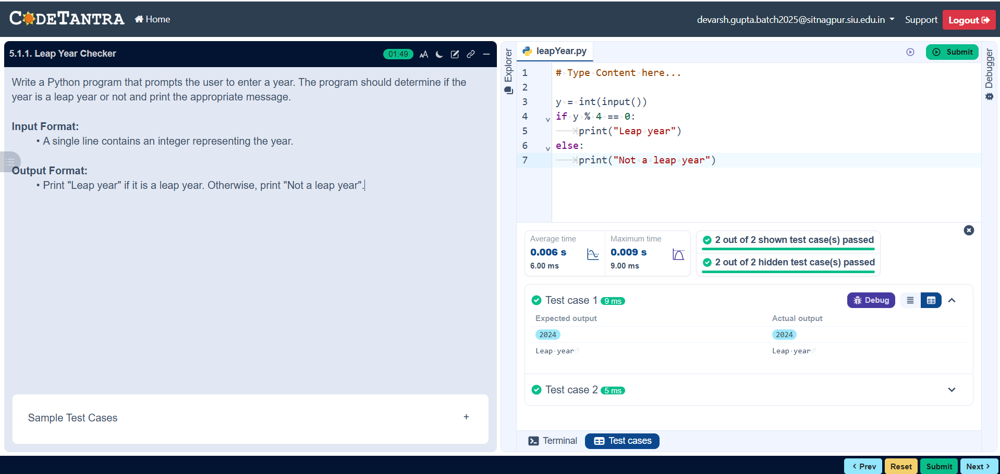 CODETANTRA
Home
devarsh.gupta.batch2025@sitnagpur.siu.edu.in
Support
Logout
5.1.1. Leap Year Checker
01:49
AA
Write a Python program that prompts the user to enter a year. The program should determine if the
year is a leap year or not and print the appropriate message.
Input Format:
• A single line contains an integer representing the year.
Output Format:
• Print "Leap year" if it is a leap year. Otherwise, print "Not a leap year".
Sample Test Cases
+
Explorer
leapYear.py
Submit
Debugger
1 # Type Content here...
2
3 y = int(input())
4 if y % 4 == 0:
5 print("Leap year")
6 else:
7 print("Not a leap year")
Average time
0.006 s
6.00 ms
Maximum time
0.009 s
9.00 ms
2 out of 2 shown test case(s) passed
2 out of 2 hidden test case(s) passed
Test case 1 9 ms
Debug
Expected output Actual output
2024 2024
Leap·year Leap·year
Test case 2 5 ms
Terminal
Test cases
< Prev
Reset
Submit
Next >